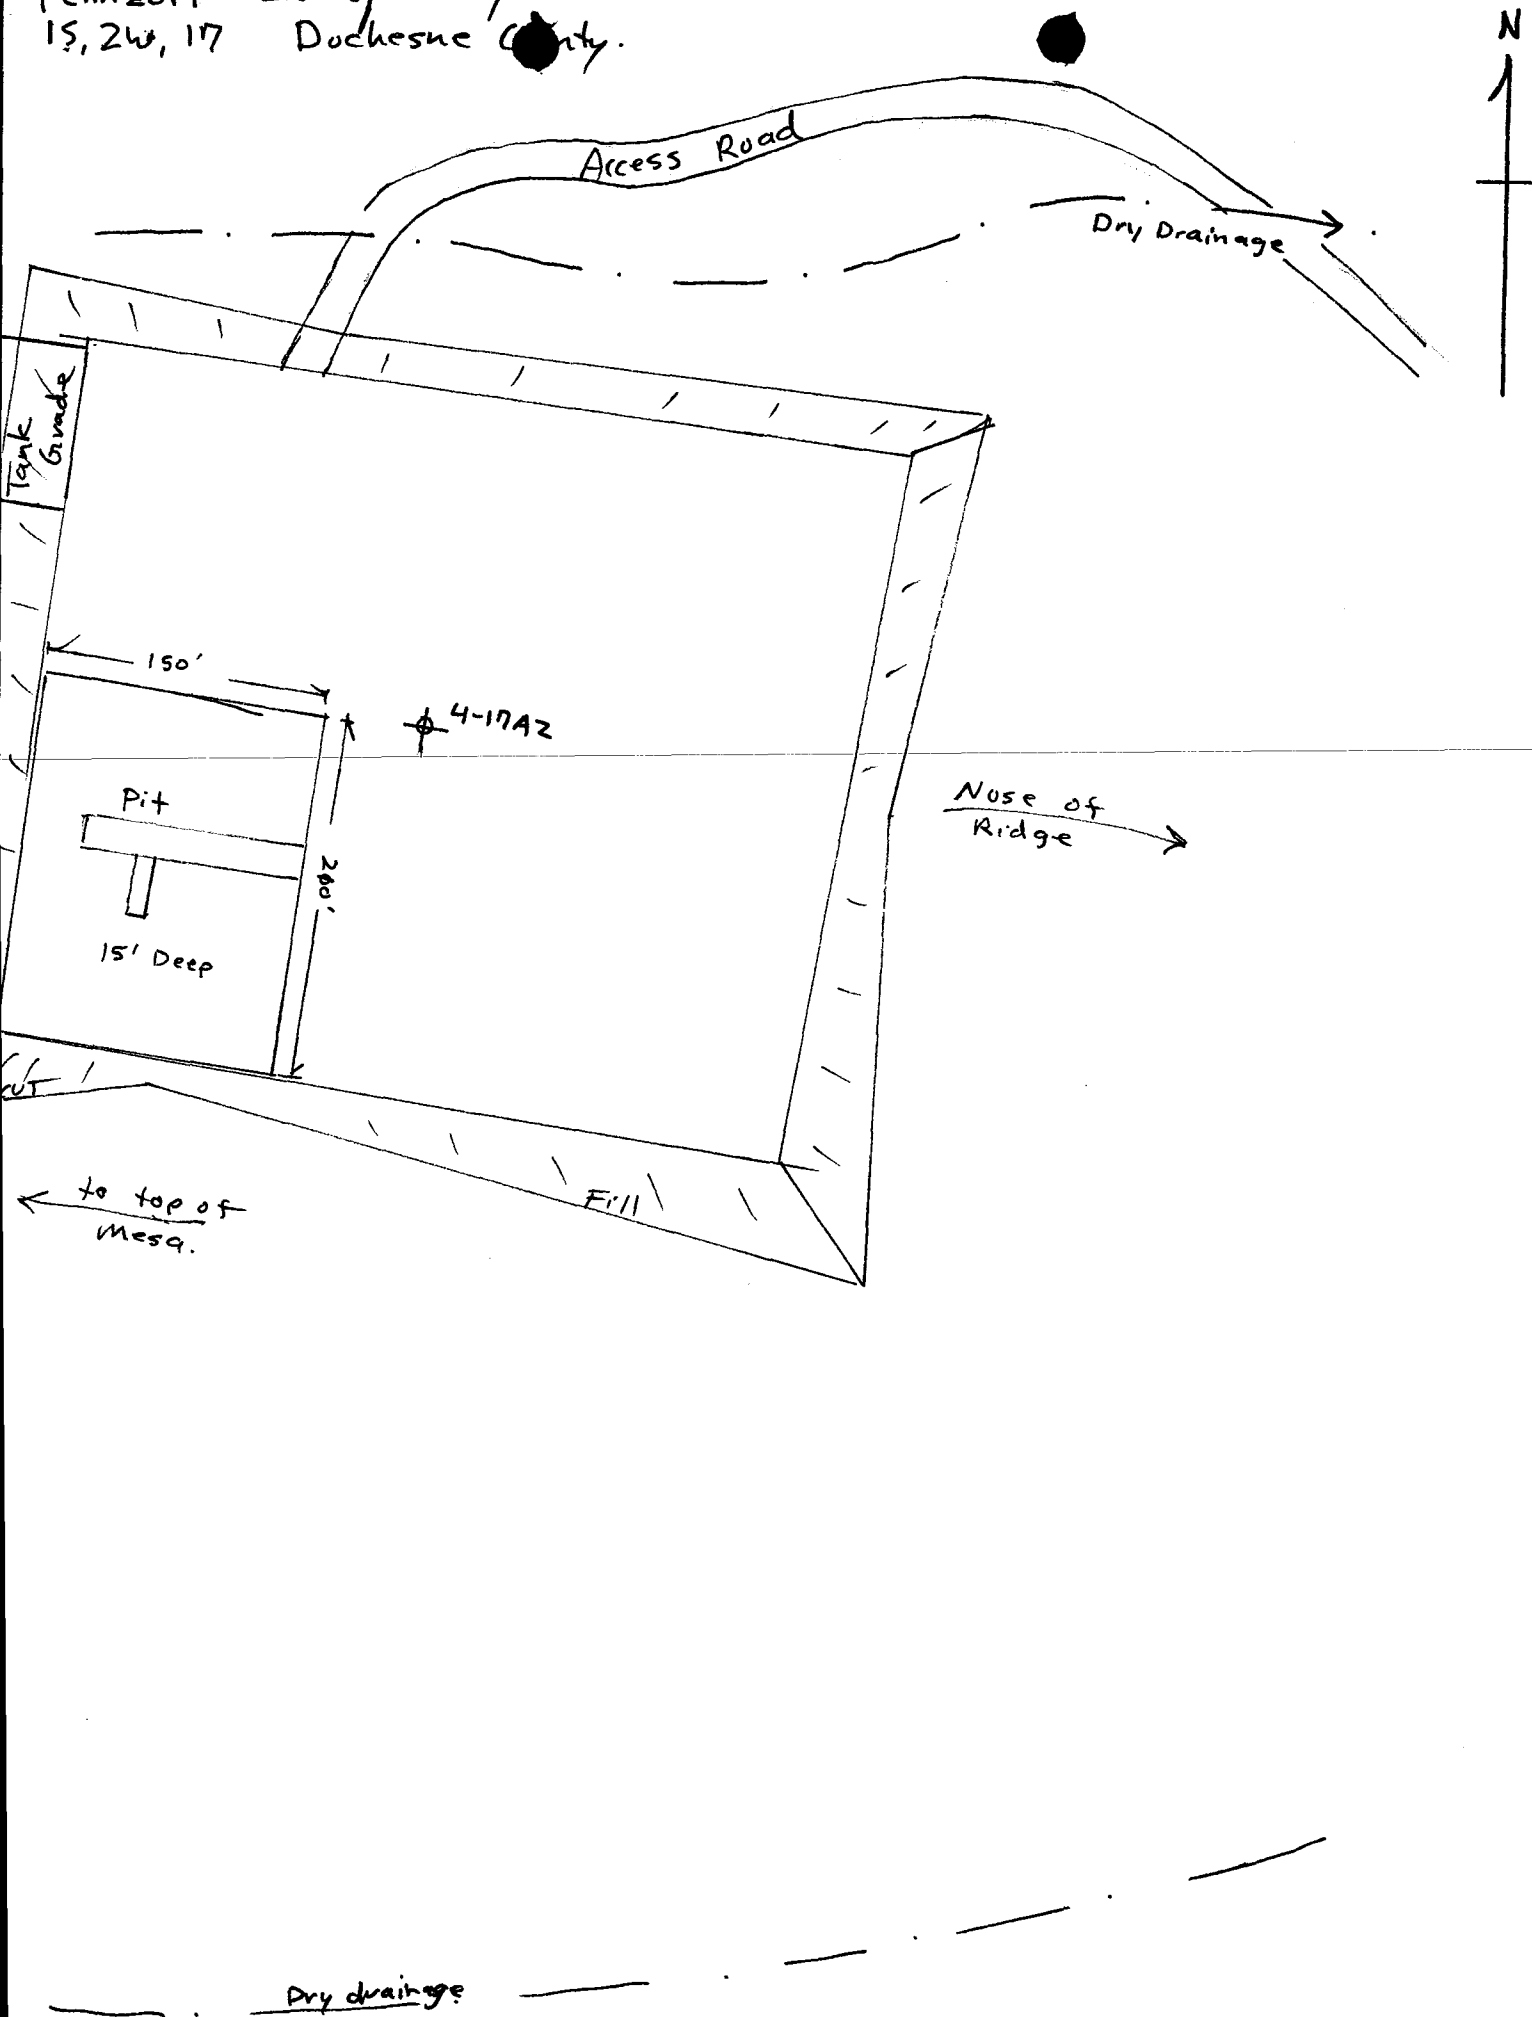 1S, 2W, 17 Duchesne County.
N
Access Road
Dry Drainage
Tank
Grade
150'
4-17A2
Pit
200'
15' Deep
Nose of
Ridge
CUT
to top of
Mesa.
Fill
Dry drainage